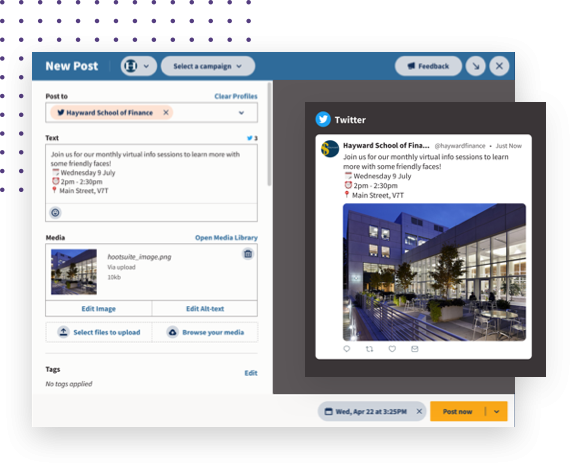 New Post
Select a campaign
Feedback
Post to
Clear Profiles
Hayward School of Finance
Text
3
Join us for our monthly virtual info sessions to learn more with
some friendly faces!
Wednesday 9 July
2pm - 2:30pm
Main Street, V7T
Media
Open Media Library
hootsuite_image.png
Via upload
10kb
Edit Image
Edit Alt-text
Select files to upload
Browse your media
Tags
Edit
No tags applied
Twitter
Hayward School of Fina... @haywardfinance • Just Now
Join us for our monthly virtual info sessions to learn
more with some friendly faces!
Wednesday 9 July
2pm - 2:30pm
Main Street, V7T
Wed, Apr 22 at 3:25PM
Post now